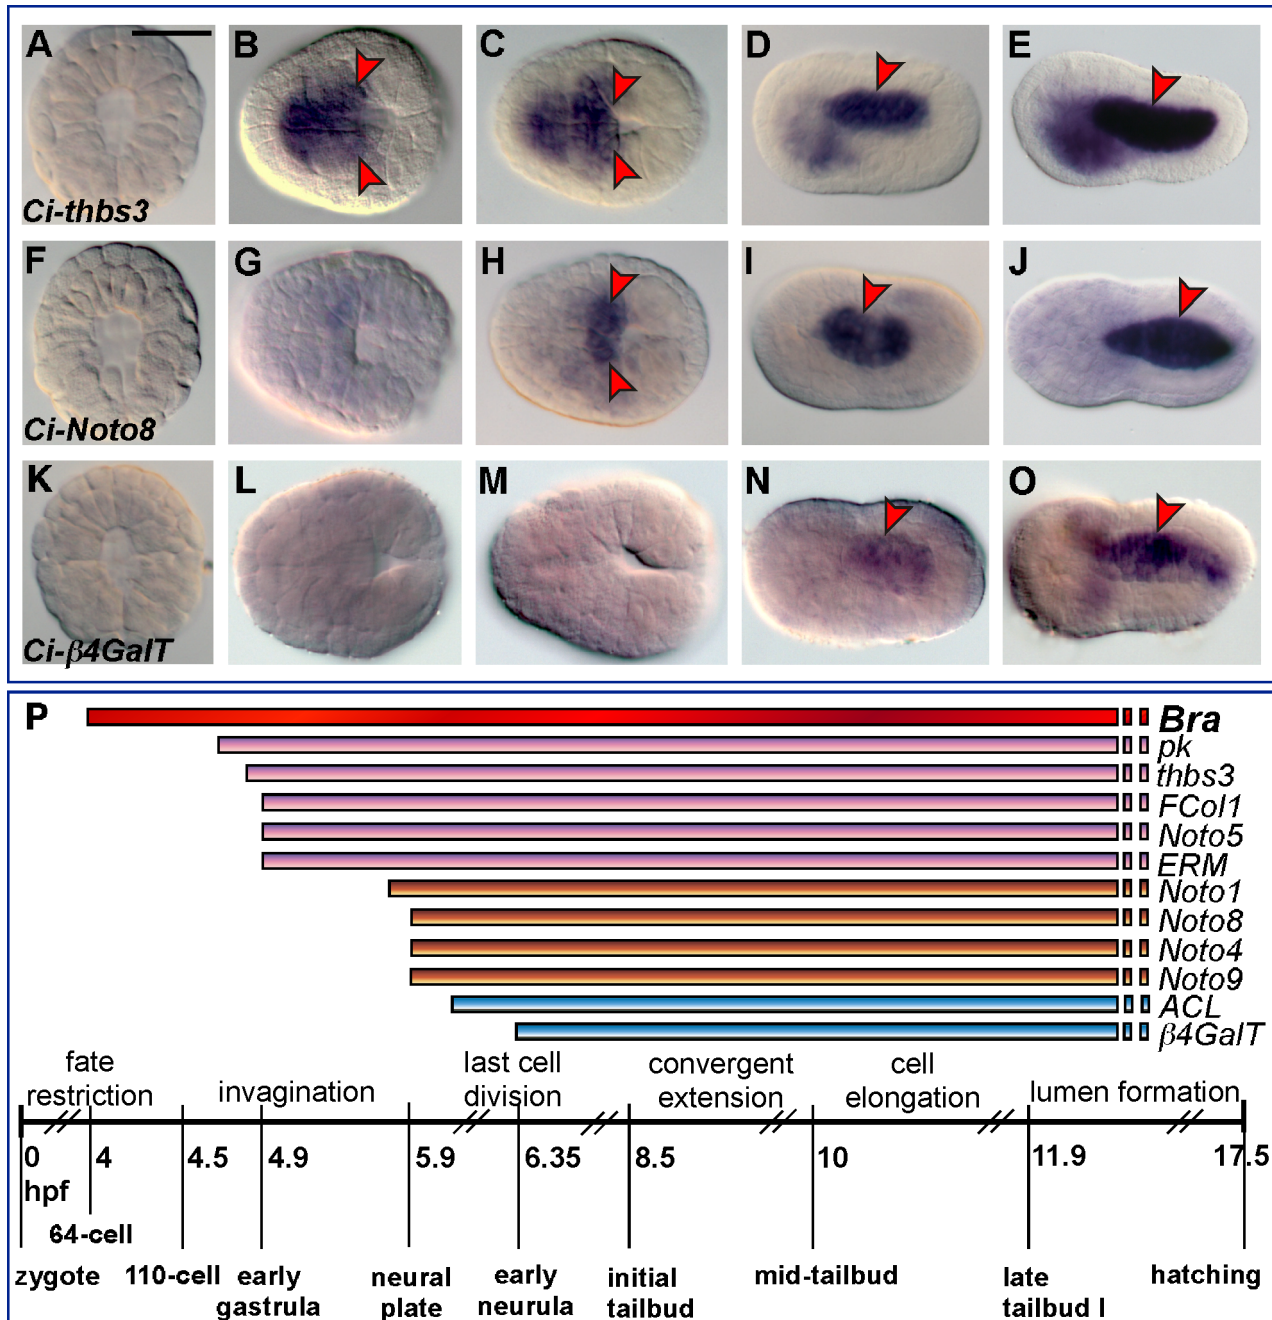 A
B
C
D
E
Ci-thbs3
F
G
H
I
J
Ci-Noto8
K
L
M
N
O
Ci-β4GalT
P
Bra
pk
thbs3
FCol1
Noto5
ERM
Noto1
Noto8
Noto4
Noto9
ACL
β4GalT
fate
restriction
invagination
last cell
division
convergent
extension
cell
elongation
lumen formation
0
hpf
4
4.5
4.9
5.9
6.35
8.5
10
11.9
17.5
64-cell
zygote
110-cell
early
gastrula
neural
plate
early
neurula
initial
tailbud
mid-tailbud
late
tailbud I
hatching